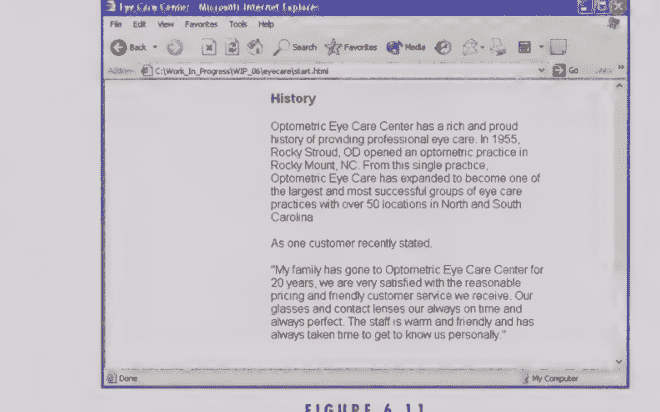 Eye Care Center - Microsoft Internet Explorer
File Edit View Favorites Tools Help
Back Search Favorites Media
Address C:\Work_In_Progress\WIP_06\eyecare\start.html Go
History
Optometric Eye Care Center has a rich and proud
history of providing professional eye care. In 1955,
Rocky Stroud, OD opened an optometric practice in
Rocky Mount, NC. From this single practice,
Optometric Eye Care has expanded to become one of
the largest and most successful groups of eye care
practices with over 50 locations in North and South
Carolina
As one customer recently stated.
"My family has gone to Optometric Eye Care Center for
20 years, we are very satisfied with the reasonable
pricing and friendly customer service we receive. Our
glasses and contact lenses our always on time and
always perfect. The staff is warm and friendly and has
always taken time to get to know us personally."
Done My Computer
FIGURE 6.11